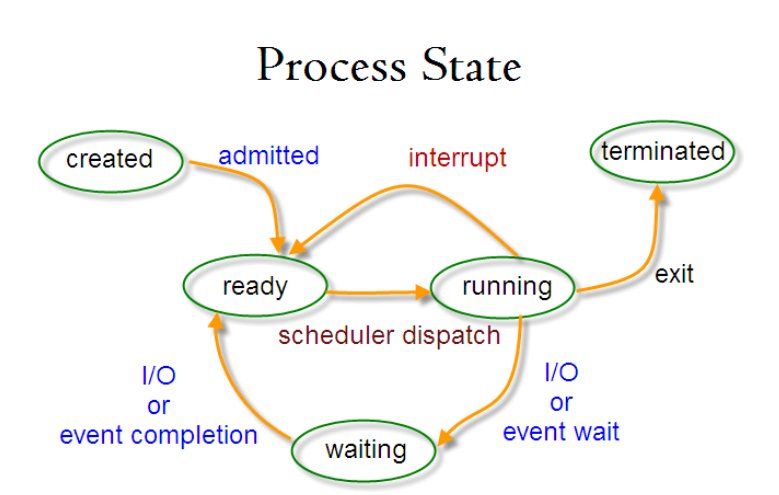 Process State
created
admitted
interrupt
terminated
ready
running
exit
scheduler dispatch
I/O
or
event completion
I/O
or
event wait
waiting